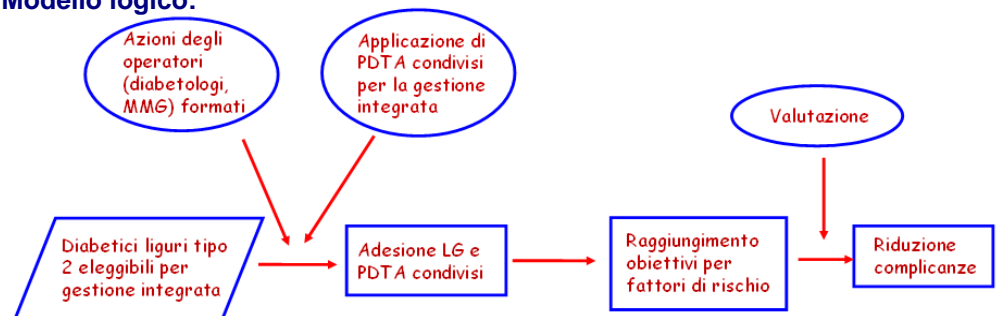 Modello logico:
Azioni degli
operatori
(diabetologi,
MMG) formati
Applicazione di
PDTA condivisi
per la gestione
integrata
Valutazione
Diabetici liguri tipo
2 eleggibili per
gestione integrata
Adesione LG e
PDTA condivisi
Raggiungimento
obiettivi per
fattori di rischio
Riduzione
complicanze